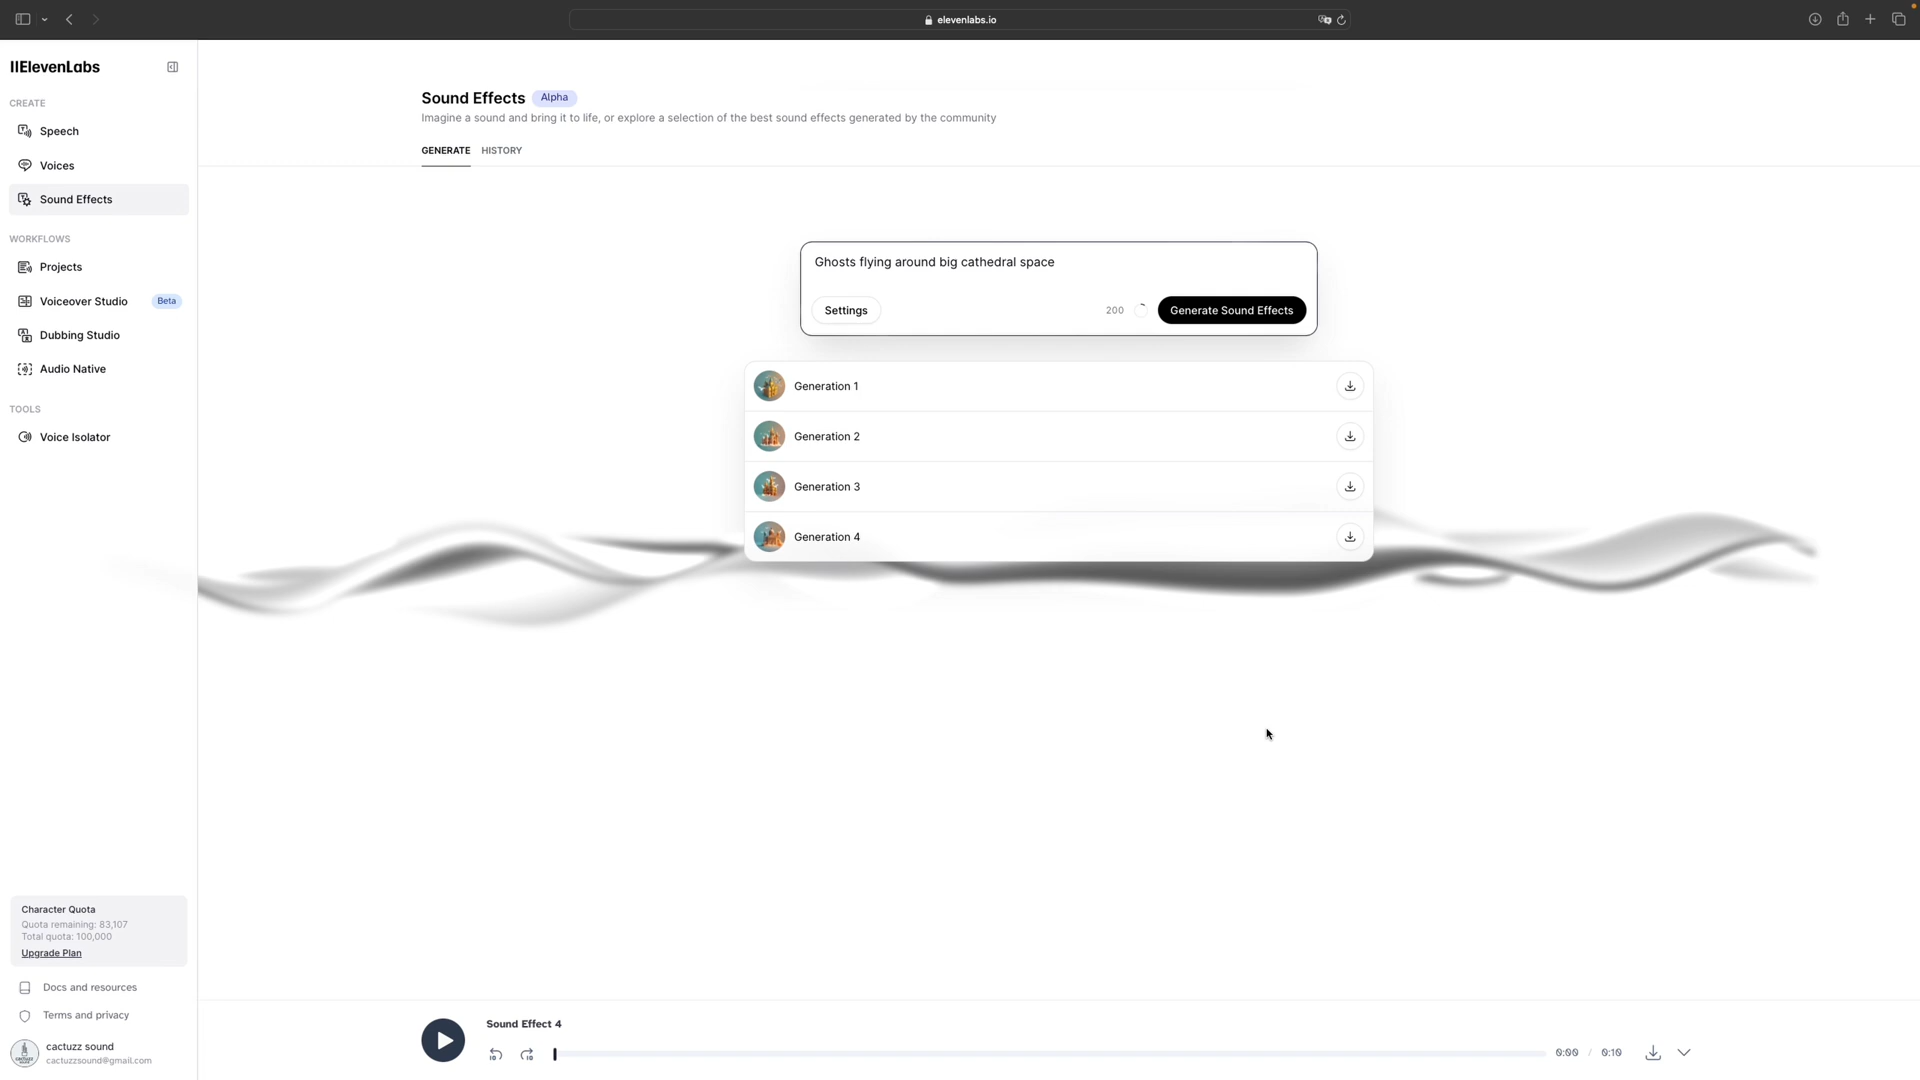 elevenlabs.io
IIElevenLabs
CREATE
Speech
Voices
Sound Effects
WORKFLOWS
Projects
Voiceover Studio Beta
Dubbing Studio
Audio Native
TOOLS
Voice Isolator
Character Quota
Quota remaining: 83,107
Total quota: 100,000
Upgrade Plan
Docs and resources
Terms and privacy
cactuzz sound
cactuzzsound@gmail.com
Sound Effects Alpha
Imagine a sound and bring it to life, or explore a selection of the best sound effects generated by the community
GENERATE HISTORY
Ghosts flying around big cathedral space
Settings 200 Generate Sound Effects
Generation 1
Generation 2
Generation 3
Generation 4
Sound Effect 4
10 10 0:00 / 0:10